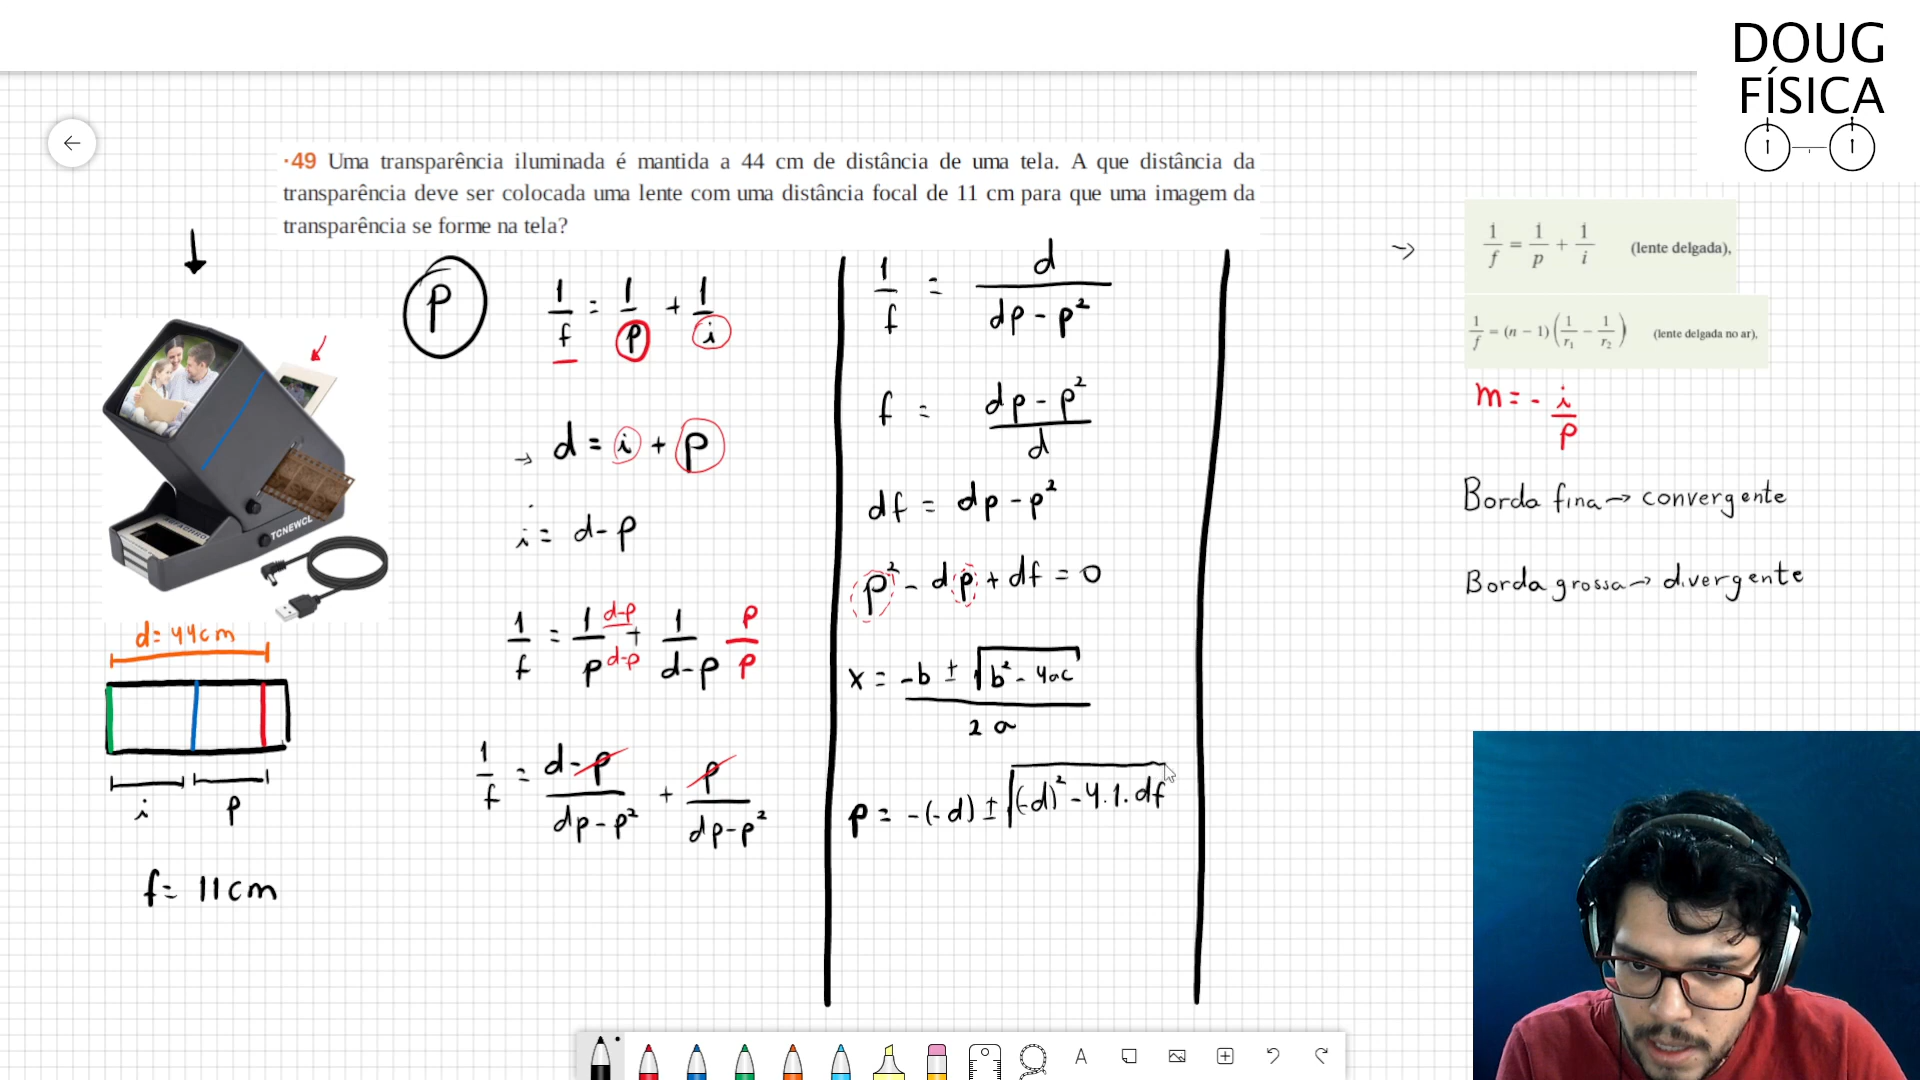 DOUG
FÍSICA
·49 Uma transparência iluminada é mantida a 44 cm de distância de uma tela. A que distância da
transparência deve ser colocada uma lente com uma distância focal de 11 cm para que uma imagem da
transparência se forme na tela?
P
1/f = 1/p + 1/i
→ d = i + p
i = d - p
1/f = 1/p d-p/d-p + 1/d-p p/p
1/f = d-p/dp-p² + p/dp-p²
TCNEWCL
d= 44cm
i
p
f= 11cm
1/f = d/dp-p²
f = dp-p²/d
df = dp-p²
p² - dp + df = 0
x = -b ± √b²-4ac/2a
p = -(-d) ± √(-d)²-4.1.df
→ 1/f = 1/p + 1/i (lente delgada),
1/f = (n − 1)(1/r₁ − 1/r₂) (lente delgada no ar),
m = - i/p
Borda fina → convergente
Borda grossa → divergente
A